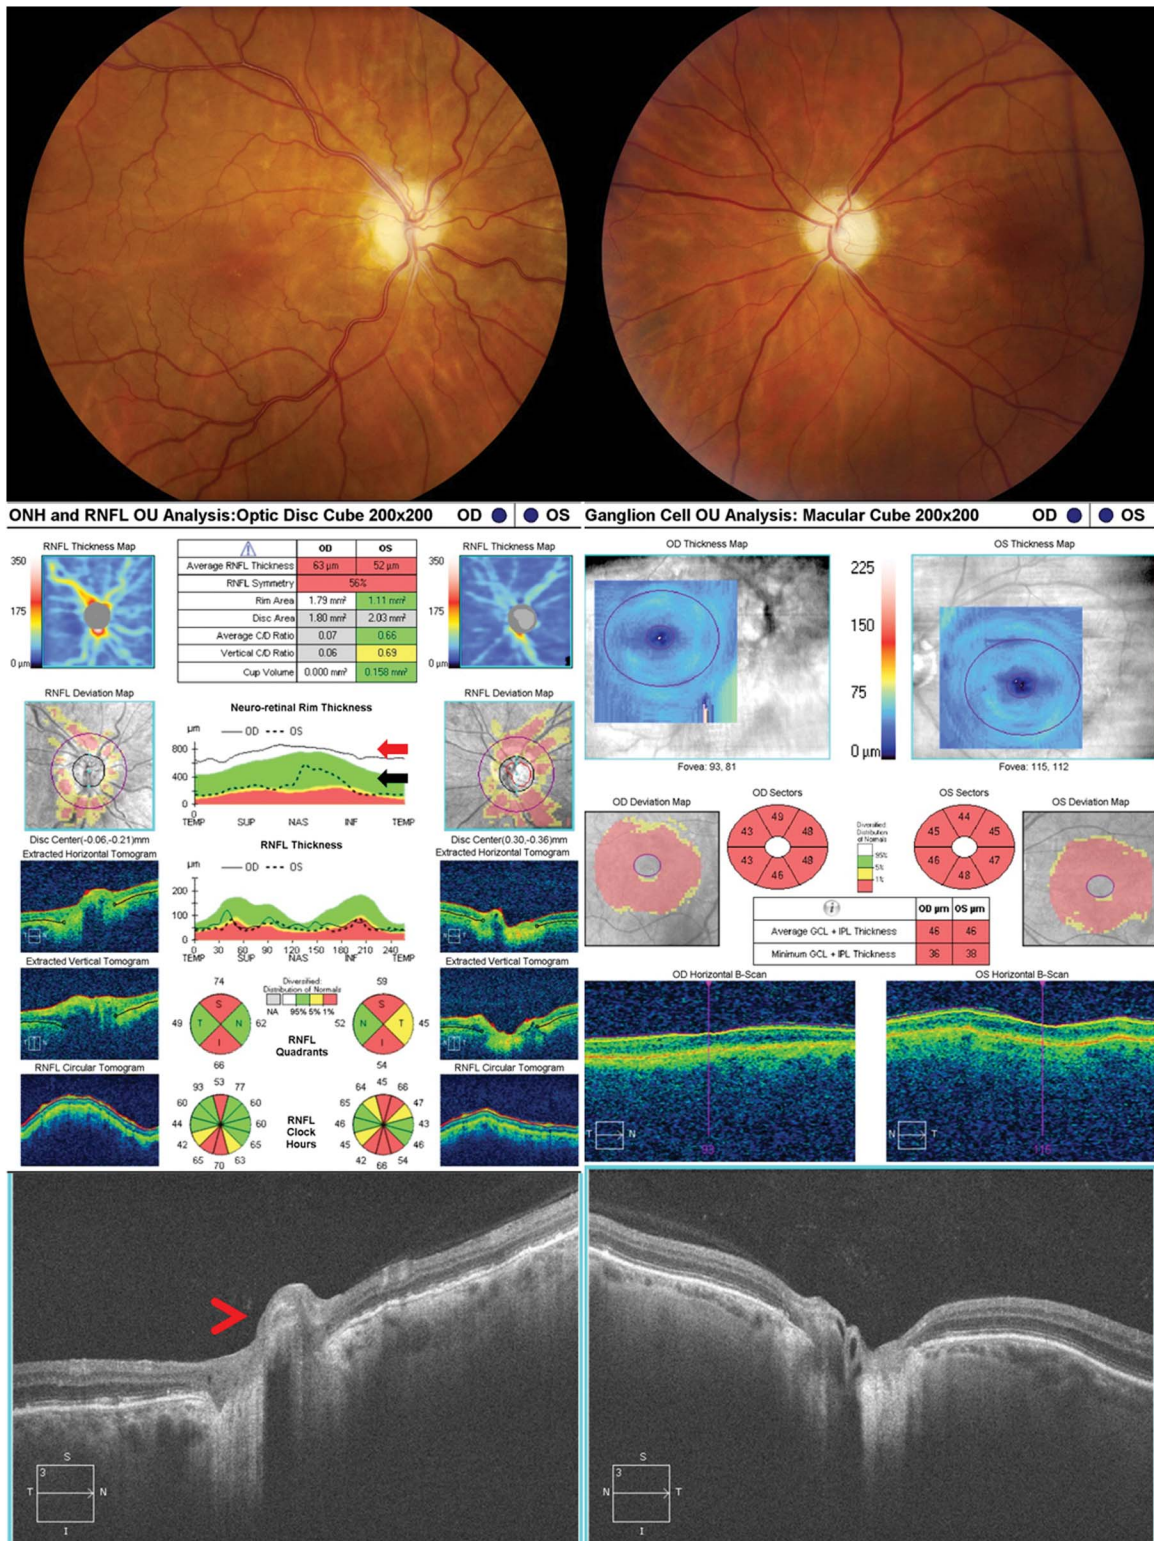 ONH and RNFL OU Analysis:Optic Disc Cube 200x200 OD OS
RNFL Thickness Map
350
175
0 µm
OD OS
Average RNFL Thickness 63 µm 52 µm
RNFL Symmetry 56%
Rim Area 1.79 mm² 1.11 mm²
Disc Area 1.80 mm² 2.03 mm²
Average C/D Ratio 0.07 0.66
Vertical C/D Ratio 0.06 0.69
Cup Volume 0.000 mm³ 0.158 mm³
RNFL Thickness Map
350
175
0 µm
RNFL Deviation Map
Disc Center(-0.06,-0.21)mm
Neuro-retinal Rim Thickness
µm
OD OS
800
400
0
TEMP SUP NAS INF TEMP
RNFL Deviation Map
Disc Center(0.30,-0.36)mm
Extracted Horizontal Tomogram
RNFL Thickness
µm
OD OS
200
100
0
0 30 60 90 120 150 180 210 240
TEMP SUP NAS INF TEMP
Extracted Horizontal Tomogram
Extracted Vertical Tomogram
Diversified:
Distribution of Normals
NA 95% 5% 1%
74
49 S T N I 62
66
RNFL
Quadrants
59
52 S N T I 45
54
Extracted Vertical Tomogram
RNFL Circular Tomogram
53
93 77
60 60
44 60
42 65
65 63
70
RNFL
Clock
Hours
45
64 66
65 47
46 43
45 46
42 54
66
RNFL Circular Tomogram
Ganglion Cell OU Analysis: Macular Cube 200x200 OD OS
OD Thickness Map
Fovea: 93, 81
225
150
75
0 µm
OS Thickness Map
Fovea: 115, 112
OD Deviation Map
OD Sectors
49
43 48
43 48
46
Diversified:
Distribution
of Normals
95%
5%
1%
OS Sectors
44
45 45
46 47
48
OS Deviation Map
OD µm OS µm
Average GCL + IPL Thickness 46 46
Minimum GCL + IPL Thickness 36 38
OD Horizontal B-Scan
T N
OS Horizontal B-Scan
N T
S
3
T N
I
S
3
N T
I